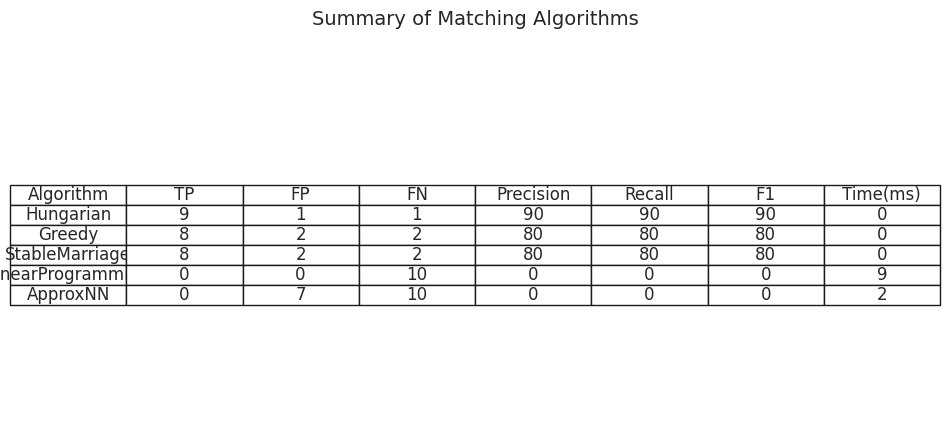 Summary of Matching Algorithms
Algorithm TP FP FN Precision Recall F1 Time(ms)
Hungarian 9 1 1 90 90 90 0
Greedy 8 2 2 80 80 80 0
StableMarriage 8 2 2 80 80 80 0
nearProgramm 0 0 10 0 0 0 9
ApproxNN 0 7 10 0 0 0 2